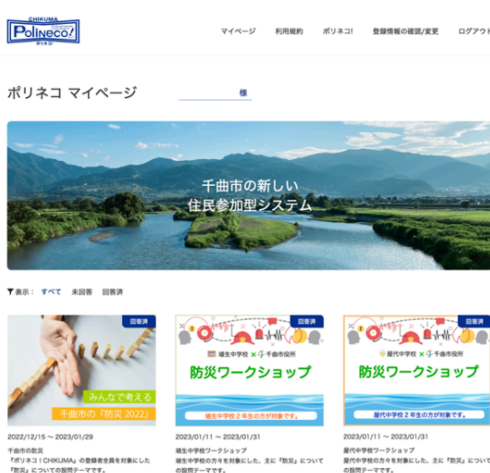 CHIKUMA
PoliNeco!
ポリネコ!
マイページ
利用規約
ポリネコ!
登録情報の確認/変更
ログアウト
ポリネコ マイページ
様
千曲市の新しい
住民参加型システム
表示：
すべて
未回答
回答済
回答済
みんなで考える
千曲市の『防災 2022』
2022/12/15 ～ 2023/01/29
千曲市の防災
『ポリネコ！CHIKUMA』の登録者全員を対象にした
『防災』についての設問テーマです。
回答済
埴生中学校 × 千曲市役所
防災ワークショップ
埴生中学校２年生の方が対象です。
2023/01/11 ～ 2023/01/31
埴生中学校ワークショップ
埴生中学校の方々を対象にした、主に『防災』について
の設問テーマです。
回答済
屋代中学校 × 千曲市役所
防災ワークショップ
屋代中学校２年生の方が対象です。
2023/01/11 ～ 2023/01/31
屋代中学校ワークショップ
屋代中学校の方々を対象にした、主に『防災』について
の設問テーマです。